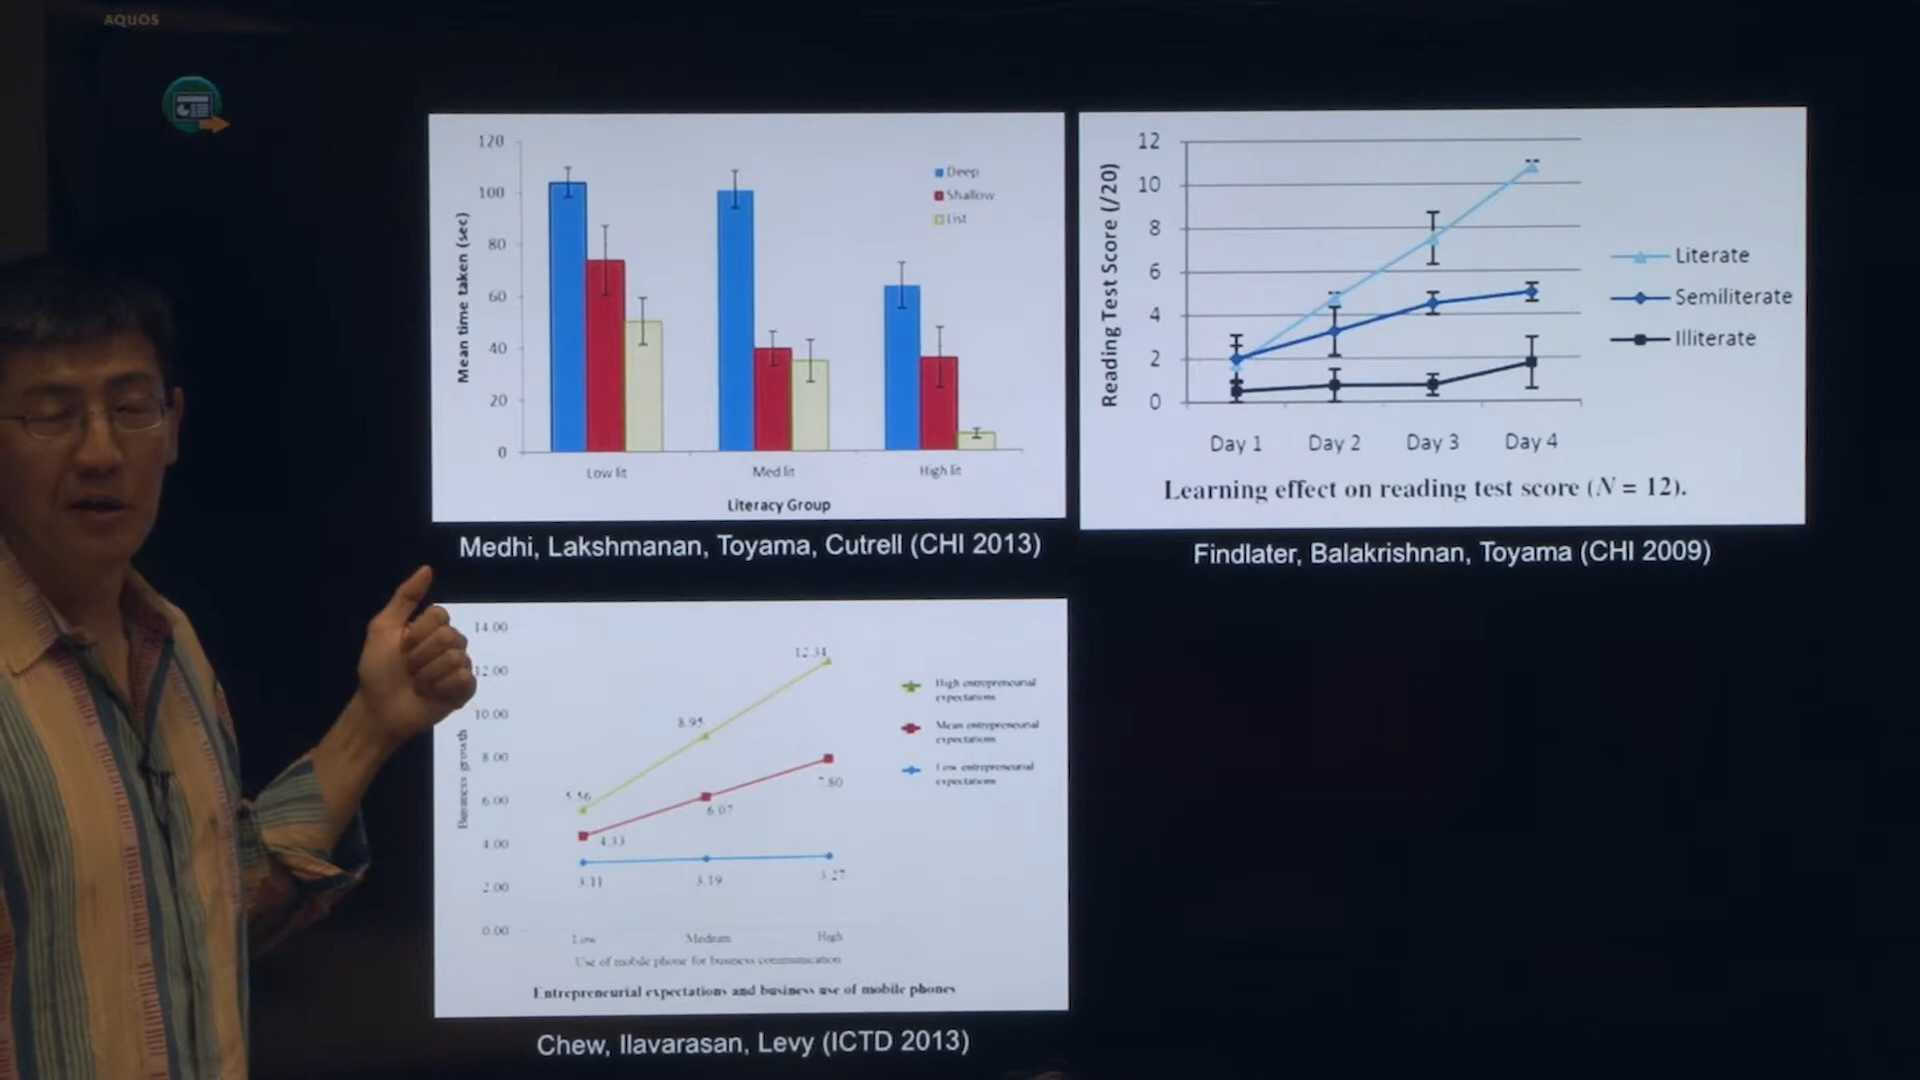 AQUOS
120
100
80
60
40
20
0
Mean time taken (sec)
Deep
Shallow
List
Low lit
Med lit
High lit
Literacy Group
Medhi, Lakshmanan, Toyama, Cutrell (CHI 2013)
12
10
8
6
4
2
0
Reading Test Score (/20)
Literate
Semiliterate
Illiterate
Day 1
Day 2
Day 3
Day 4
Learning effect on reading test score (N = 12).
Findlater, Balakrishnan, Toyama (CHI 2009)
14.00
12.00
10.00
8.00
6.00
4.00
2.00
0.00
Business growth
12.34
8.95
5.56
7.80
6.07
4.33
3.11
3.19
3.27
High entrepreneurial
expectations
Mean entrepreneurial
expectations
Low entrepreneurial
expectations
Low
Medium
High
Use of mobile phone for business communication
Entrepreneurial expectations and business use of mobile phones
Chew, Ilavarasan, Levy (ICTD 2013)